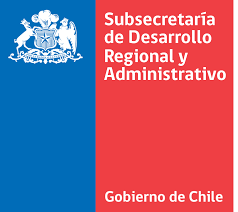 Subsecretaría
de Desarrollo
Regional y
Administrativo
Gobierno de Chile